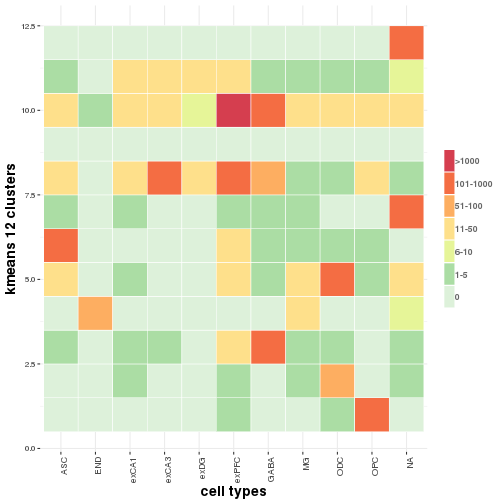 kmeans 12 clusters
12.5
10.0
7.5
5.0
2.5
0.0
ASC
END
exCA1
exCA3
exDG
exPFC
GABA
MG
ODC
OPC
NA
cell types
>1000
101-1000
51-100
11-50
6-10
1-5
0